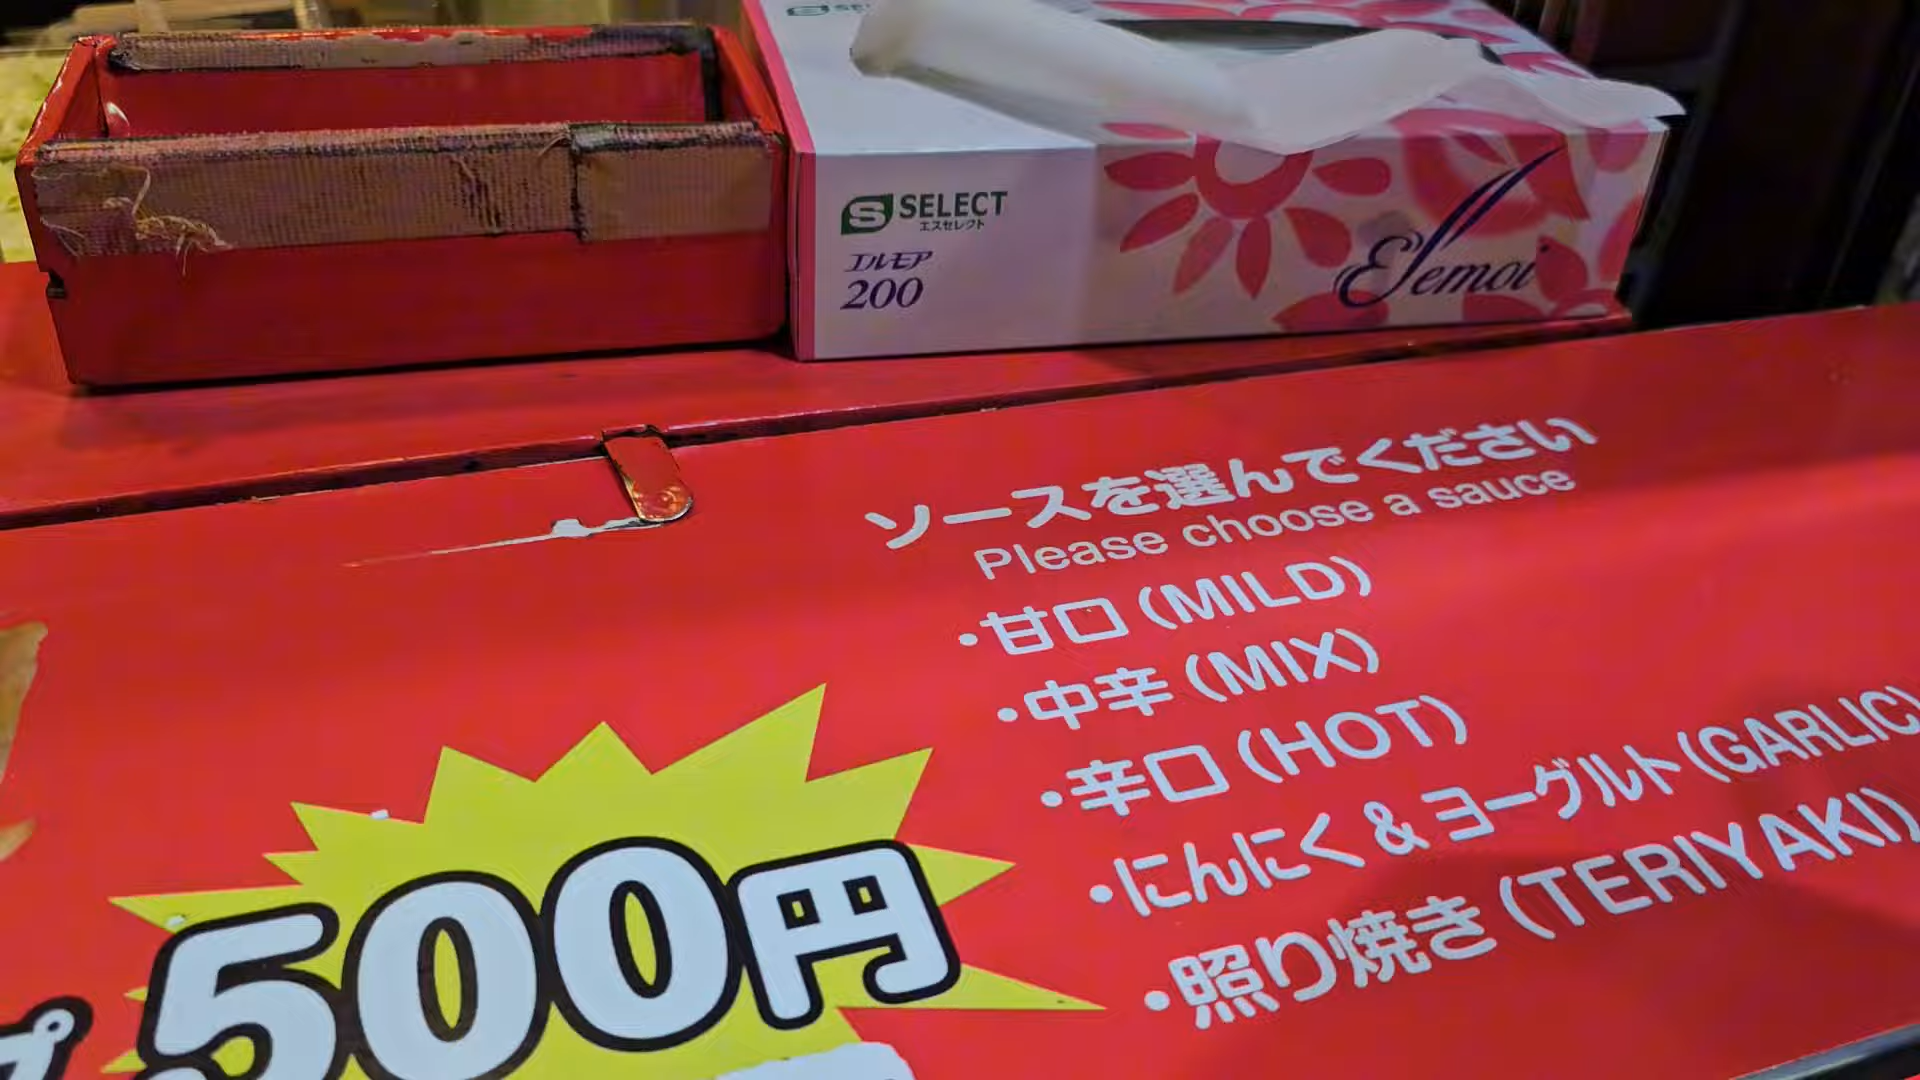 SELECT
エスセレクト
エルモア
200
Elemoi
ソースを選んでください
Please choose a sauce
・甘口 (MILD)
・中辛 (MIX)
・辛口 (HOT)
・にんにく & ヨーグルト (GARLIC)
・照り焼き (TERIYAKI)
500円